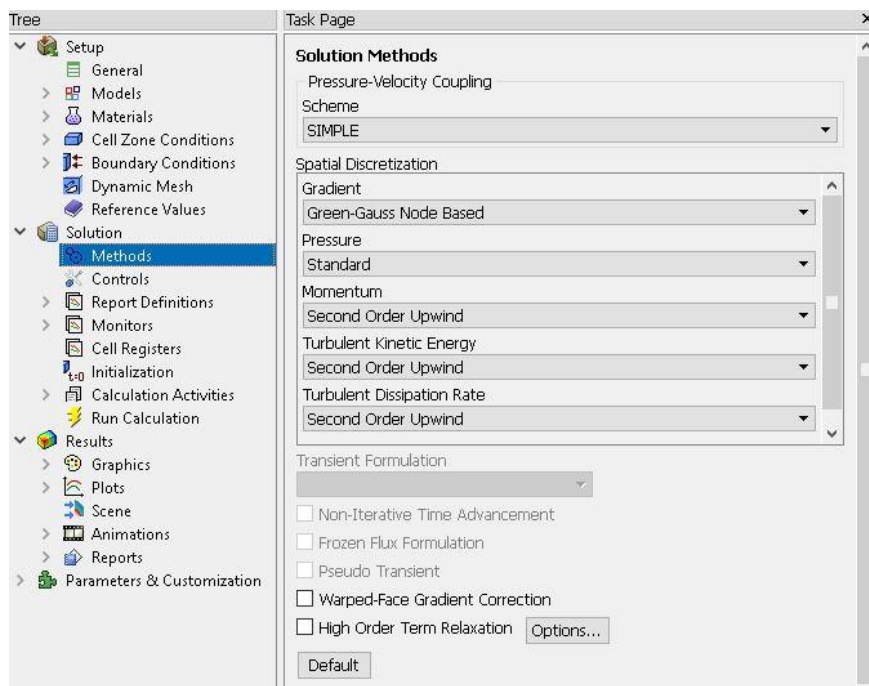 Tree
Task Page
Setup
General
Models
Materials
Cell Zone Conditions
Boundary Conditions
Dynamic Mesh
Reference Values
Solution
Methods
Controls
Report Definitions
Monitors
Cell Registers
t=0 Initialization
Calculation Activities
Run Calculation
Results
Graphics
Plots
Scene
Animations
Reports
Parameters & Customization
Solution Methods
Pressure-Velocity Coupling
Scheme
SIMPLE
Spatial Discretization
Gradient
Green-Gauss Node Based
Pressure
Standard
Momentum
Second Order Upwind
Turbulent Kinetic Energy
Second Order Upwind
Turbulent Dissipation Rate
Second Order Upwind
Transient Formulation
Non-Iterative Time Advancement
Frozen Flux Formulation
Pseudo Transient
Warped-Face Gradient Correction
High Order Term Relaxation Options...
Default